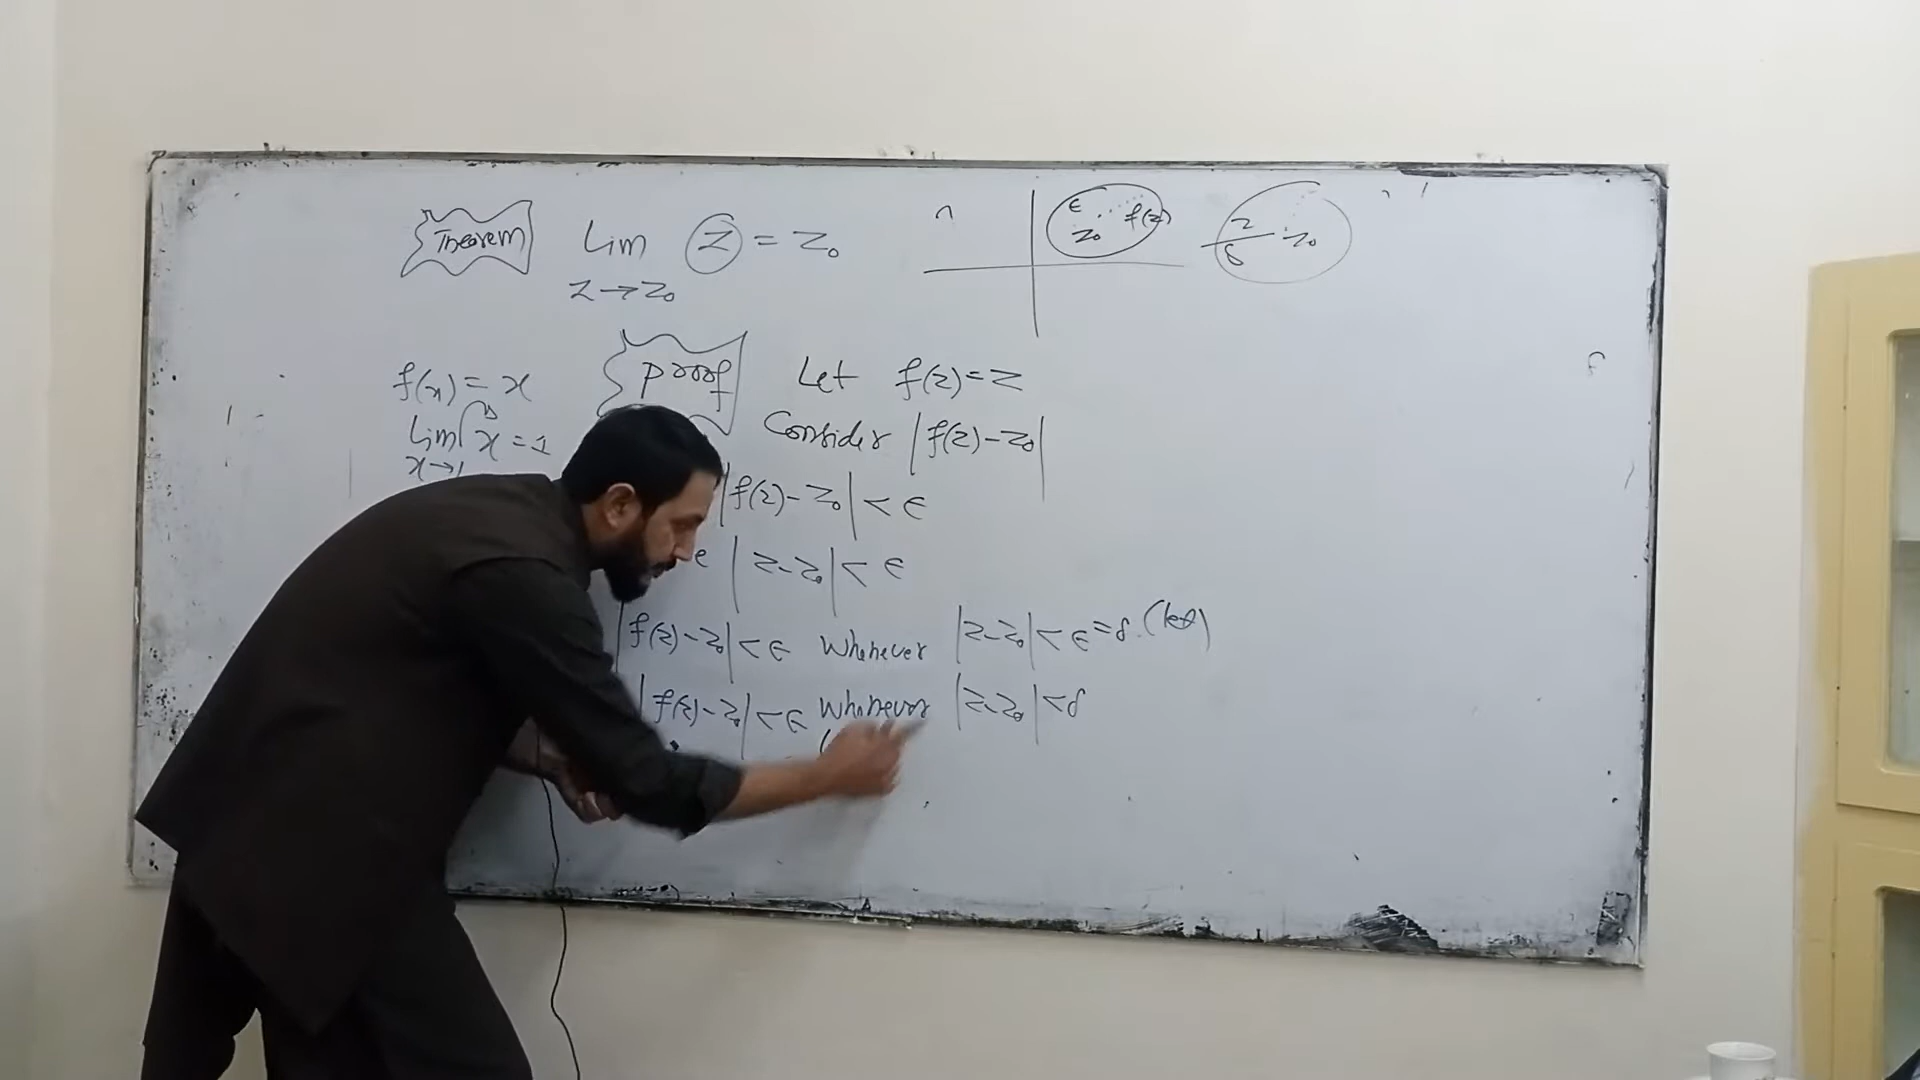 Theorem Lim Z = Z₀
Z → Z₀
ε Z₀ f(z)
Z δ Z₀
f(x) = x
Lim x = 1
x → 1
Proof Let f(z) = Z
Consider |f(z) - Z₀|
|f(z) - Z₀| < ε
|Z - Z₀| < ε
|f(z) - Z₀| < ε Whenever |Z - Z₀| < ε = δ. (let)
|f(z) - Z₀| < ε Whenever |Z - Z₀| < δ